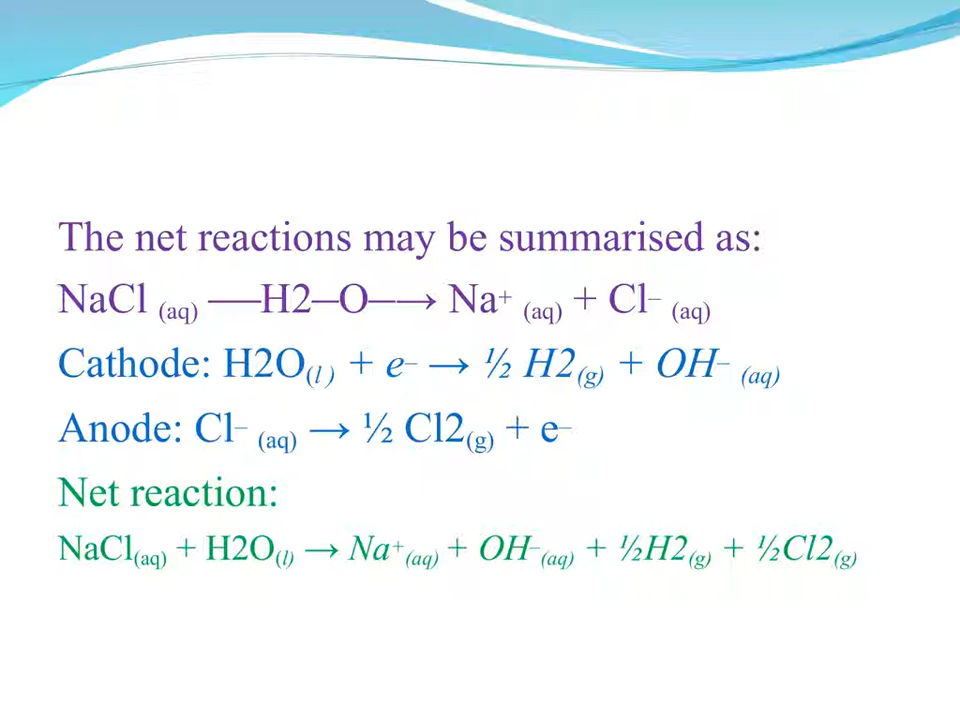 The net reactions may be summarised as:
NaCl (aq) ──H2─O─→ Na+ (aq) + Cl– (aq)
Cathode: H2O(l ) + e– → ½ H2(g) + OH– (aq)
Anode: Cl– (aq) → ½ Cl2(g) + e–
Net reaction:
NaCl(aq) + H2O(l) → Na+(aq) + OH–(aq) + ½H2(g) + ½Cl2(g)